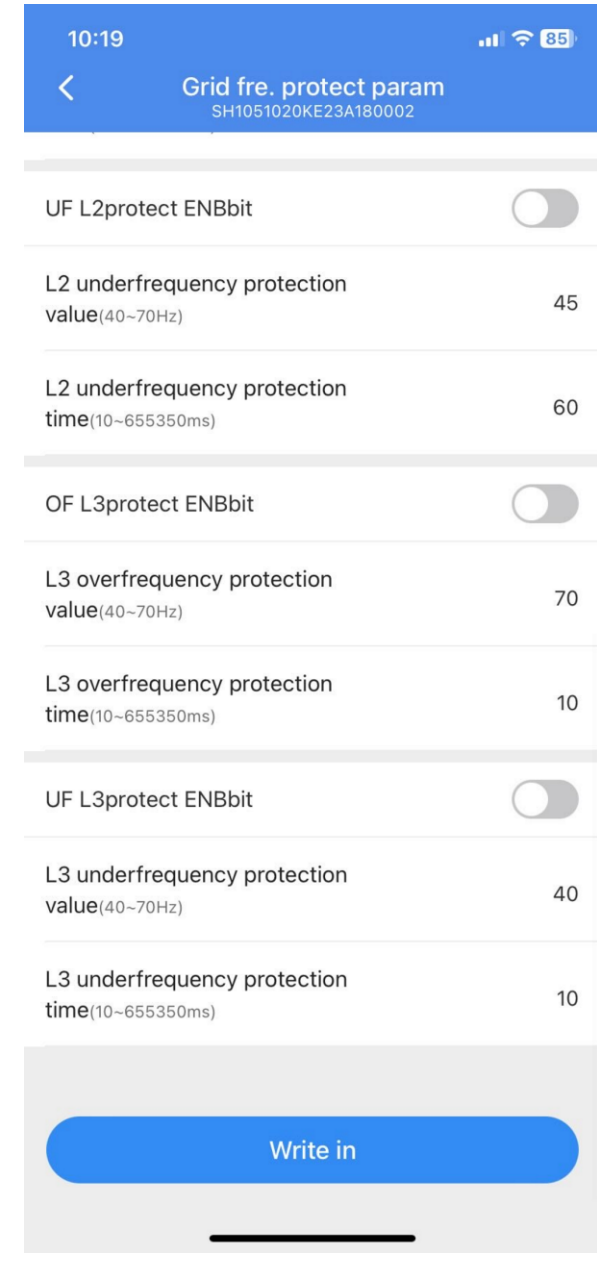 10:19
85
Grid fre. protect param
SH1051020KE23A180002
UF L2protect ENBbit
L2 underfrequency protection
value(40~70Hz)
45
L2 underfrequency protection
time(10~655350ms)
60
OF L3protect ENBbit
L3 overfrequency protection
value(40~70Hz)
70
L3 overfrequency protection
time(10~655350ms)
10
UF L3protect ENBbit
L3 underfrequency protection
value(40~70Hz)
40
L3 underfrequency protection
time(10~655350ms)
10
Write in